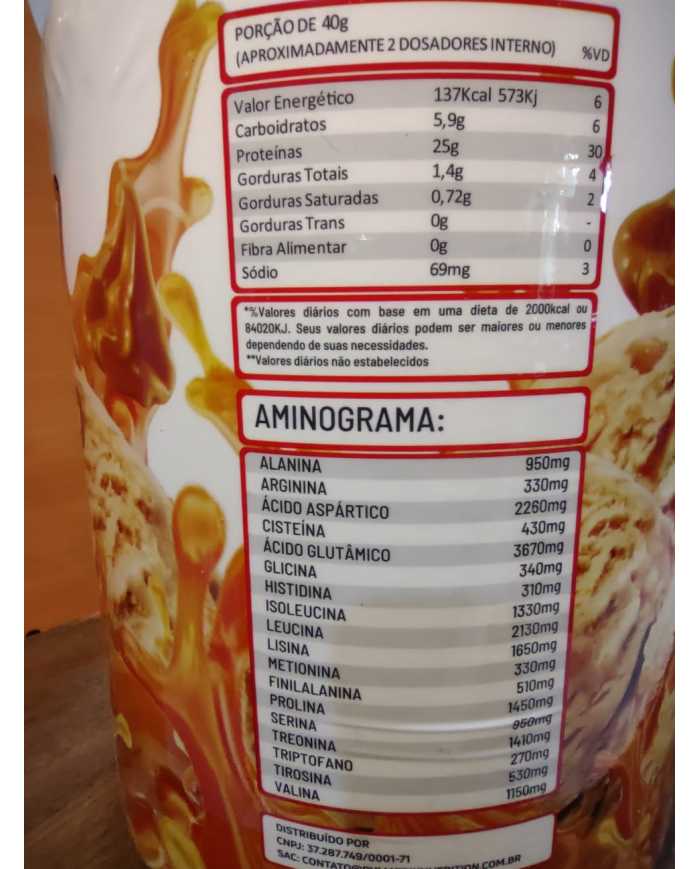 PORÇÃO DE 40g
(APROXIMADAMENTE 2 DOSADORES INTERNO) %VD
Valor Energético 137Kcal 573Kj 6
Carboidratos 5,9g 6
Proteínas 25g 30
Gorduras Totais 1,4g 4
Gorduras Saturadas 0,72g 2
Gorduras Trans 0g -
Fibra Alimentar 0g 0
Sódio 69mg 3
*%Valores diários com base em uma dieta de 2000kcal ou
84020KJ. Seus valores diários podem ser maiores ou menores
dependendo de suas necessidades.
**Valores diários não estabelecidos
AMINOGRAMA:
ALANINA 950mg
ARGININA 330mg
ÁCIDO ASPÁRTICO 2260mg
CISTEÍNA 430mg
ÁCIDO GLUTÂMICO 3670mg
GLICINA 340mg
HISTIDINA 310mg
ISOLEUCINA 1330mg
LEUCINA 2130mg
LISINA 1650mg
METIONINA 330mg
FINILALANINA 510mg
PROLINA 1450mg
SERINA 950mg
TREONINA 1410mg
TRIPTOFANO 270mg
TIROSINA 530mg
VALINA 1150mg
DISTRIBUÍDO POR
CNPJ: 37.287.749/0001-71
SAC: